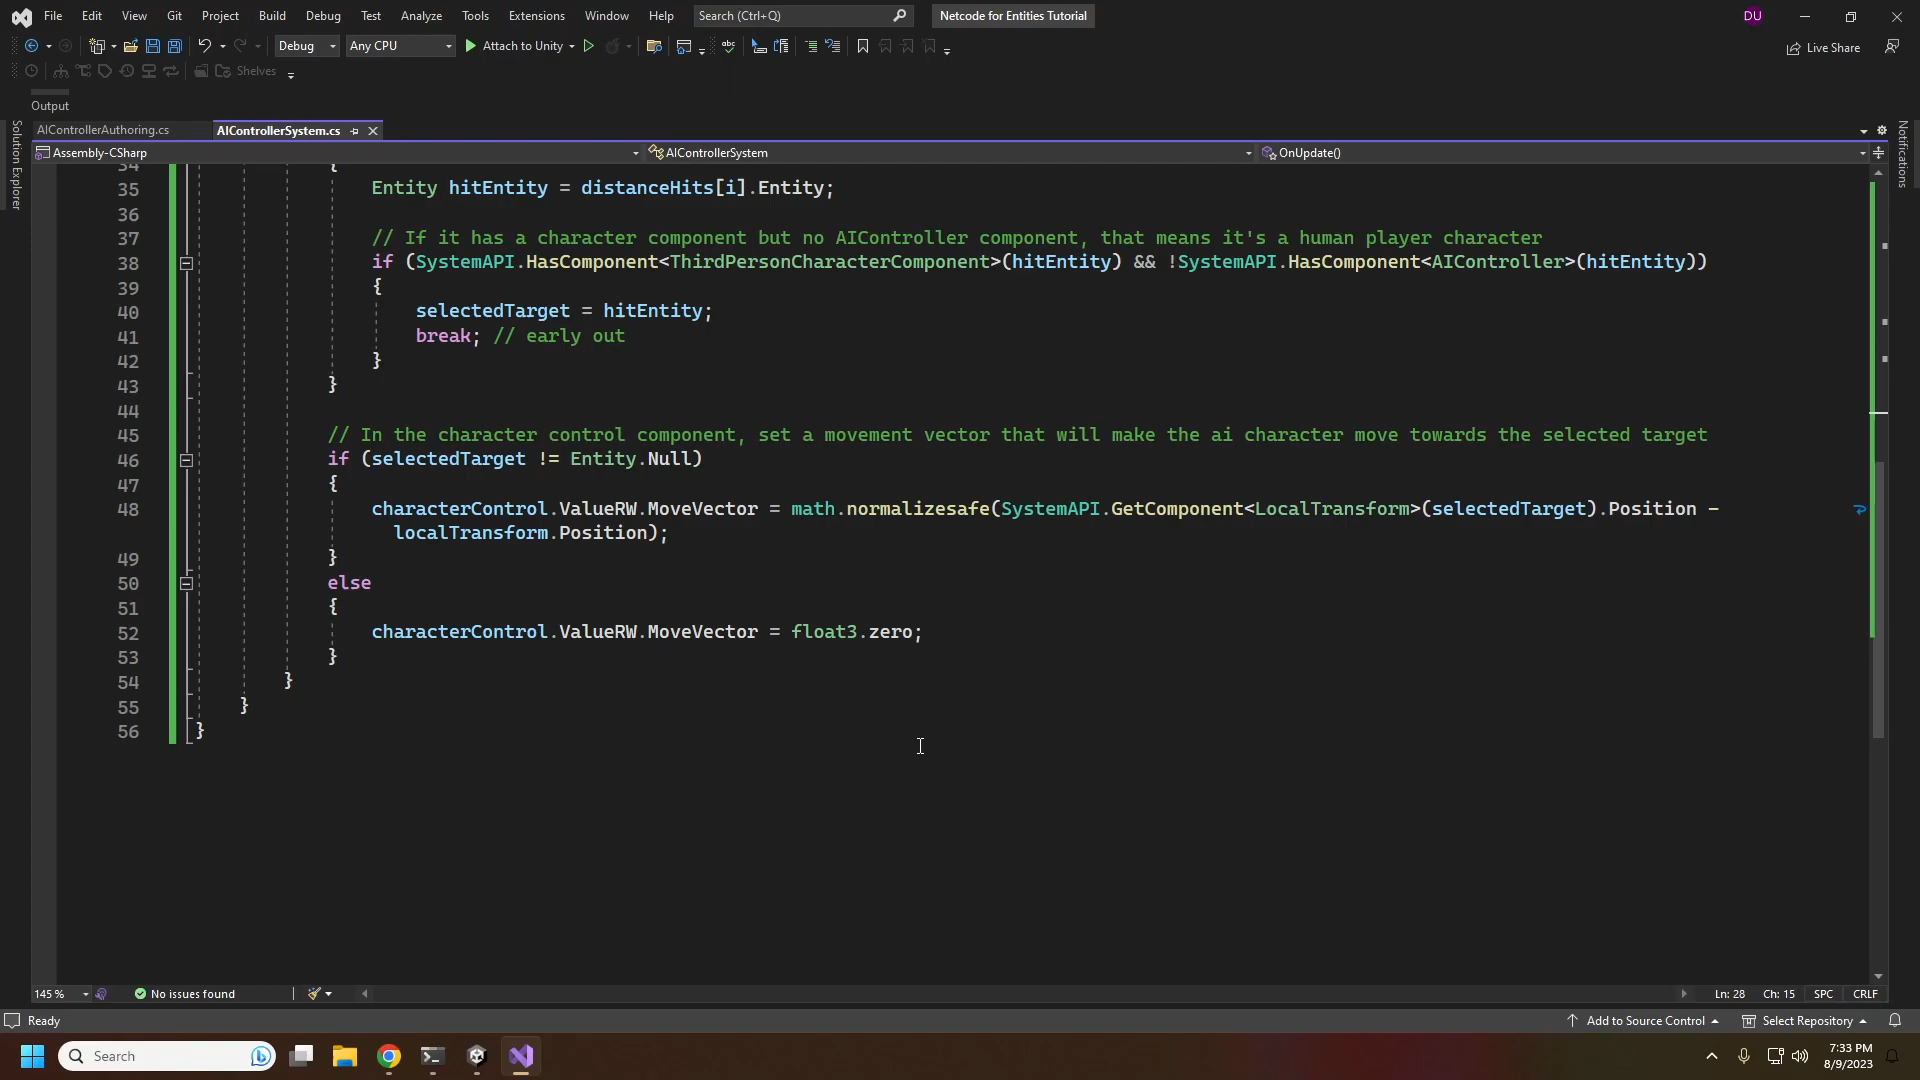 File Edit View Git Project Build Debug Test Analyze Tools Extensions Window Help Search (Ctrl+Q) Netcode for Entities Tutorial DU
Debug Any CPU Attach to Unity Live Share
Shelves
Output
Solution Explorer
Notifications
AIControllerAuthoring.cs AIControllerSystem.cs
Assembly-CSharp AIControllerSystem OnUpdate()
34 {
35 Entity hitEntity = distanceHits[i].Entity;
36
37 // If it has a character component but no AIController component, that means it's a human player character
38 if (SystemAPI.HasComponent<ThirdPersonCharacterComponent>(hitEntity) && !SystemAPI.HasComponent<AIController>(hitEntity))
39 {
40 selectedTarget = hitEntity;
41 break; // early out
42 }
43 }
44
45 // In the character control component, set a movement vector that will make the ai character move towards the selected target
46 if (selectedTarget != Entity.Null)
47 {
48 characterControl.ValueRW.MoveVector = math.normalizesafe(SystemAPI.GetComponent<LocalTransform>(selectedTarget).Position -
localTransform.Position);
49 }
50 else
51 {
52 characterControl.ValueRW.MoveVector = float3.zero;
53 }
54 }
55 }
56 }
145 % No issues found Ln: 28 Ch: 15 SPC CRLF
Ready Add to Source Control Select Repository
Search 7:33 PM
8/9/2023